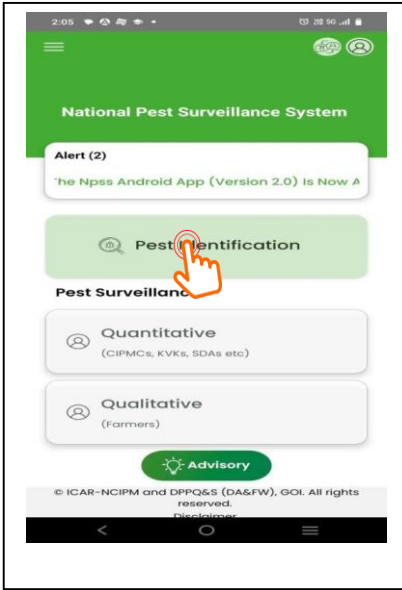 2:05
National Pest Surveillance System
Alert (2)
'he Npss Android App (Version 2.0) Is Now A
Pest Identification
Pest Surveillanc
Quantitative
(CIPMCs, KVKs, SDAs etc)
Qualitative
(Farmers)
Advisory
© ICAR-NCIPM and DPPQ&S (DA&FW), GOI. All rights
reserved.
Disclaimer